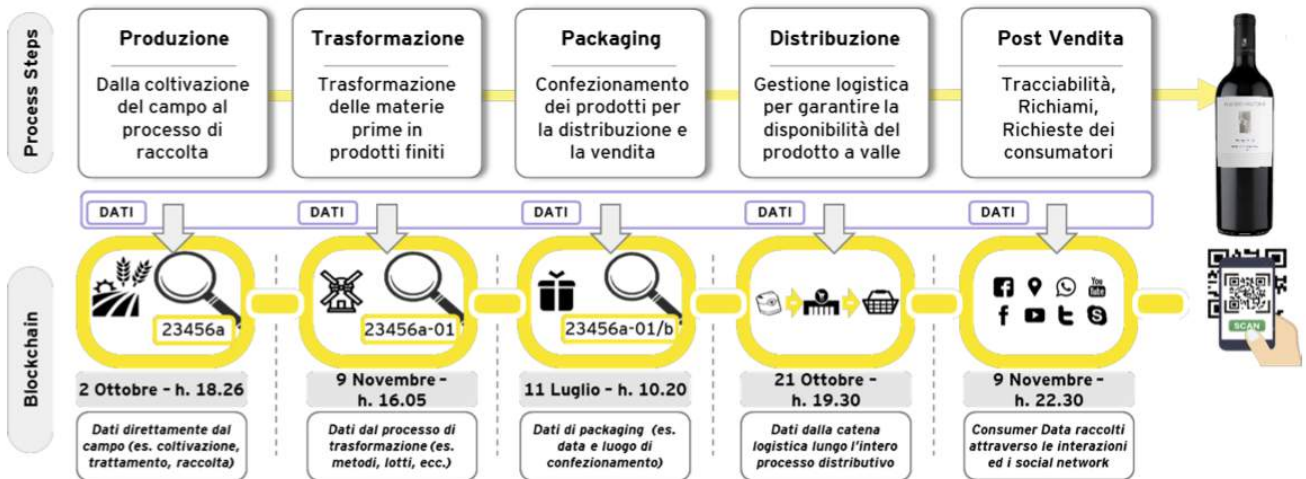 Process Steps
Produzione
Dalla coltivazione
del campo al
processo di
raccolta
Trasformazione
Trasformazione
delle materie
prime in
prodotti finiti
Packaging
Confezionamento
dei prodotti per
la distribuzione e
la vendita
Distribuzione
Gestione logistica
per garantire la
disponibilità del
prodotto a valle
Post Vendita
Tracciabilità,
Richiami,
Richieste dei
consumatori
DATI
DATI
DATI
DATI
DATI
Blockchain
23456a
23456a-01
23456a-01/b
You
Tube
SCAN
2 Ottobre - h. 18.26
9 Novembre -
h. 16.05
11 Luglio - h. 10.20
21 Ottobre -
h. 19.30
9 Novembre -
h. 22.30
Dati direttamente dal
campo (es. coltivazione,
trattamento, raccolta)
Dati dal processo di
trasformazione (es.
metodi, lotti, ecc.)
Dati di packaging (es.
data e luogo di
confezionamento)
Dati dalla catena
logistica lungo l'intero
processo distributivo
Consumer Data raccolti
attraverso le interazioni
ed i social network